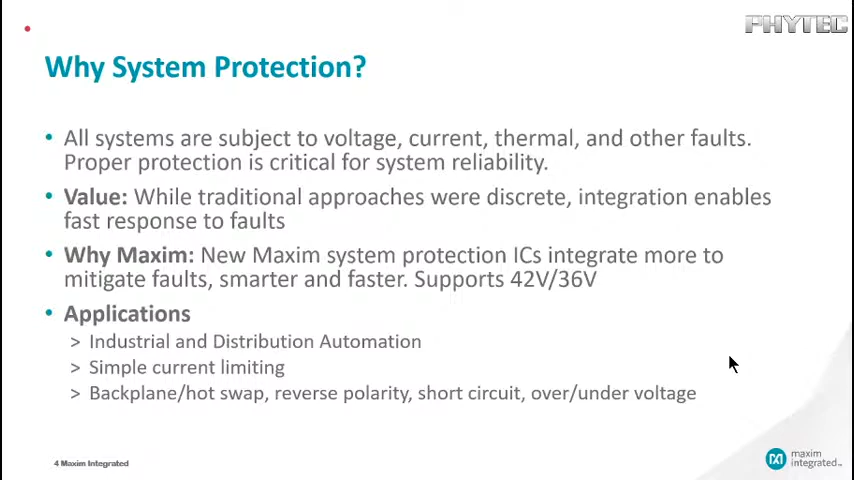 PHYTEC
Why System Protection?
• All systems are subject to voltage, current, thermal, and other faults.
Proper protection is critical for system reliability.
• Value: While traditional approaches were discrete, integration enables
fast response to faults
• Why Maxim: New Maxim system protection ICs integrate more to
mitigate faults, smarter and faster. Supports 42V/36V
• Applications
> Industrial and Distribution Automation
> Simple current limiting
> Backplane/hot swap, reverse polarity, short circuit, over/under voltage
4 Maxim Integrated
maxim
integrated™